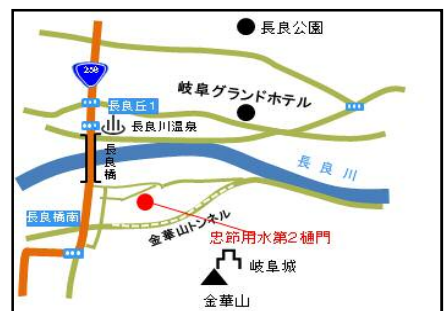 長良公園
256
岐阜グランドホテル
長良丘1
長良川温泉
長良橋
長良川
長良橋南
金華山トンネル
忠節用水第2樋門
岐阜城
金華山